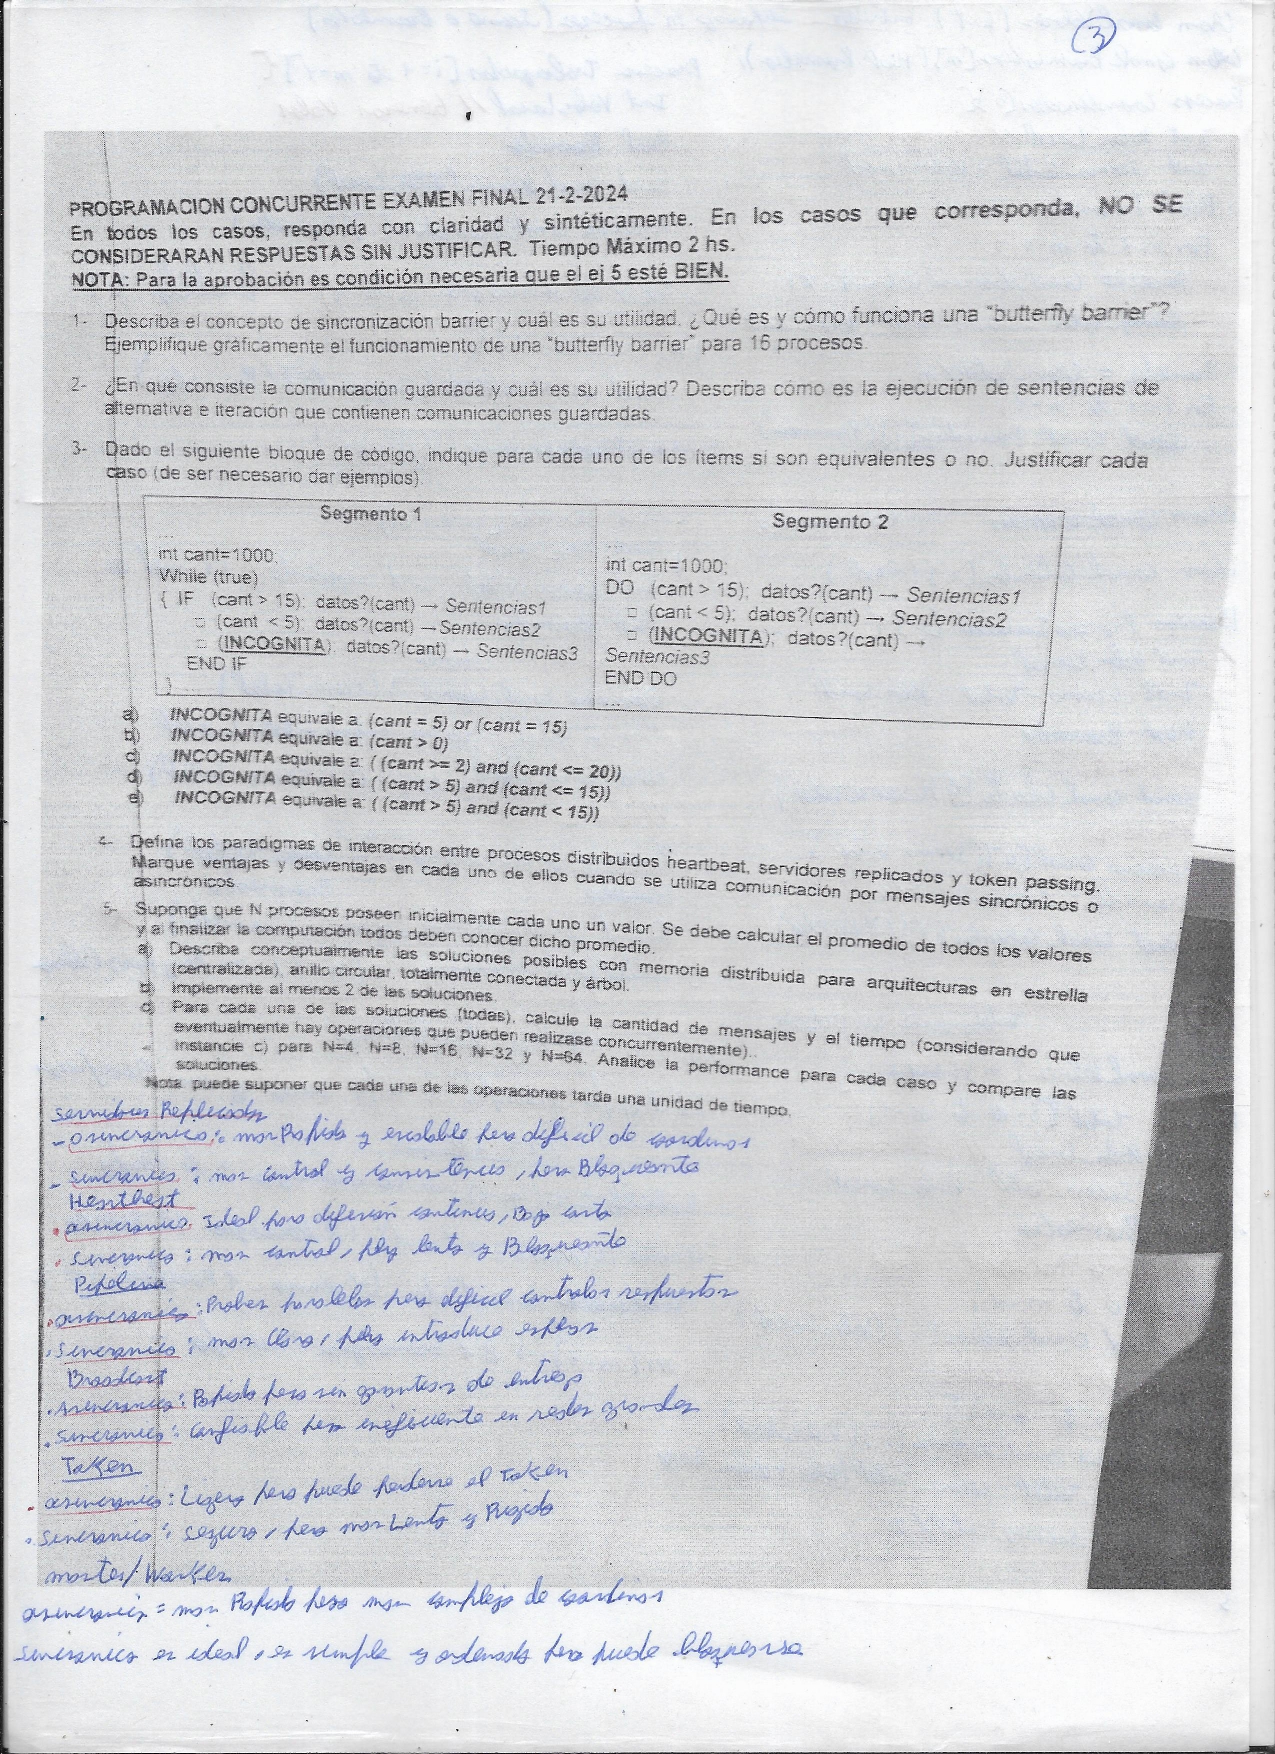 3
PROGRAMACION CONCURRENTE EXAMEN FINAL 21-2-2024
En todos los casos, responda con claridad y sintéticamente. En los casos que corresponda, NO SE
CONSIDERARAN RESPUESTAS SIN JUSTIFICAR. Tiempo Máximo 2 hs.
NOTA: Para la aprobación es condición necesaria que el ej 5 esté BIEN.
1- Describa el concepto de sincronización barrier y cuál es su utilidad. ¿Qué es y cómo funciona una "butterfly barrier"?
Ejemplifique gráficamente el funcionamiento de una "butterfly barrier" para 16 procesos.
2- ¿En qué consiste la comunicación guardada y cuál es su utilidad? Describa cómo es la ejecución de sentencias de
alternativa e iteración que contienen comunicaciones guardadas.
3- Dado el siguiente bloque de código, indique para cada uno de los ítems si son equivalentes o no. Justificar cada
caso (de ser necesario dar ejemplos).
Segmento 1
...
int cant=1000;
While (true)
{ IF (cant > 15); datos?(cant) → Sentencias1
□ (cant < 5); datos?(cant) → Sentencias2
□ (INCOGNITA); datos?(cant) → Sentencias3
END IF
}
Segmento 2
...
int cant=1000;
DO (cant > 15); datos?(cant) → Sentencias1
□ (cant < 5); datos?(cant) → Sentencias2
□ (INCOGNITA); datos?(cant) →
Sentencias3
END DO
...
a) INCOGNITA equivale a: (cant = 5) or (cant = 15)
b) INCOGNITA equivale a: (cant > 0)
c) INCOGNITA equivale a: ( (cant >= 2) and (cant <= 20))
d) INCOGNITA equivale a: ( (cant > 5) and (cant <= 15))
e) INCOGNITA equivale a: ( (cant > 5) and (cant < 15))
4- Defina los paradigmas de interacción entre procesos distribuidos heartbeat, servidores replicados y token passing.
Marque ventajas y desventajas en cada uno de ellos cuando se utiliza comunicación por mensajes sincrónicos o
asincrónicos.
5- Suponga que N procesos poseen inicialmente cada uno un valor. Se debe calcular el promedio de todos los valores
y al finalizar la computación todos deben conocer dicho promedio.
a) Describa conceptualmente las soluciones posibles con memoria distribuida para arquitecturas en estrella
(centralizada), anillo circular, totalmente conectada y árbol.
b) Implemente al menos 2 de las soluciones.
c) Para cada una de las soluciones (todas), calcule la cantidad de mensajes y el tiempo (considerando que
eventualmente hay operaciones que pueden realizase concurrentemente)..
Instancie c) para N=4, N=8, N=16, N=32 y N=64. Analice la performance para cada caso y compare las
soluciones.
Nota: puede suponer que cada una de las operaciones tarda una unidad de tiempo.
servidores Replicados
- asincronico: mas Rapido y escalable pero dificil de coordinar
- sincronico: mas control y consistencia, pero Bloqueante
Heartbeat
. asincronico: Ideal para difusión continua, Bajo costo
. sincronico: mas control, pero lento y Bloqueante
Pipeline
. asincronico: paralelos pero dificil controlar respuestas
. sincronico: mas claro, pero introduce esperas
Broadcast
. Asincronico: Rapido pero sin garantias de entrega
. sincronico: Confiable pero ineficiente en redes grandes
Token
. asincronico: Ligero pero puede perderse el Token
. sincronico: seguro, pero mas Lento y Rigido
master/Worker
asincronico = mas Rapido pero mas complejo de coordinar
sincronico es ideal, es simple y ordenado pero puede bloquearse